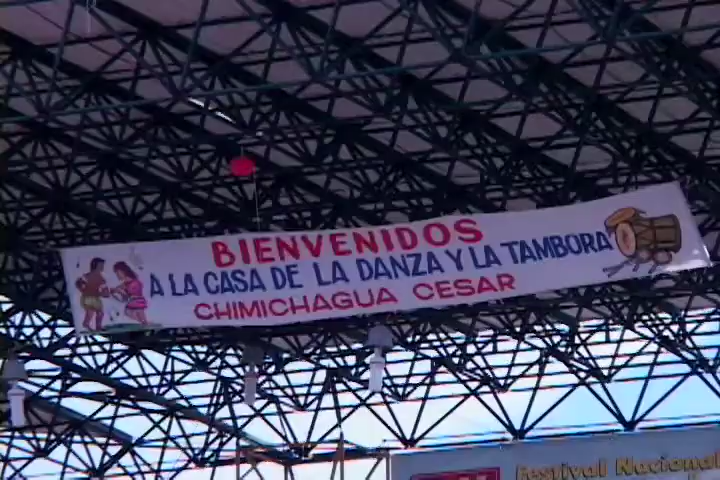 BIENVENIDOS
A LA CASA DE LA DANZA Y LA TAMBORA
CHIMICHAGUA CESAR
Festival Nacional